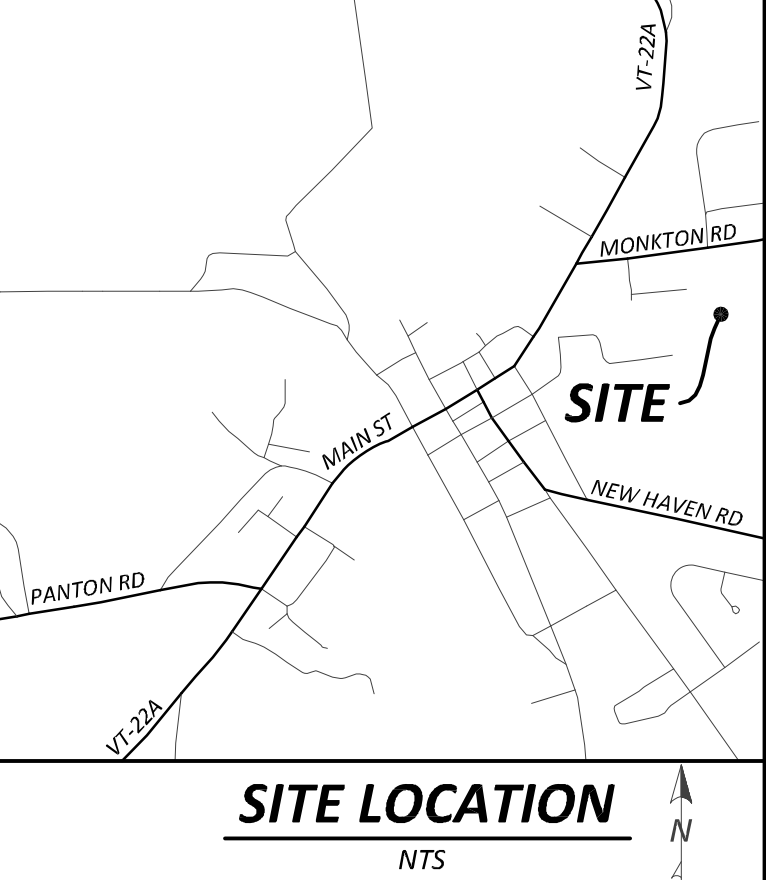 VT-22A
MONKTON RD
SITE
MAIN ST
NEW HAVEN RD
PANTON RD
VT-22A
SITE LOCATION
N
NTS